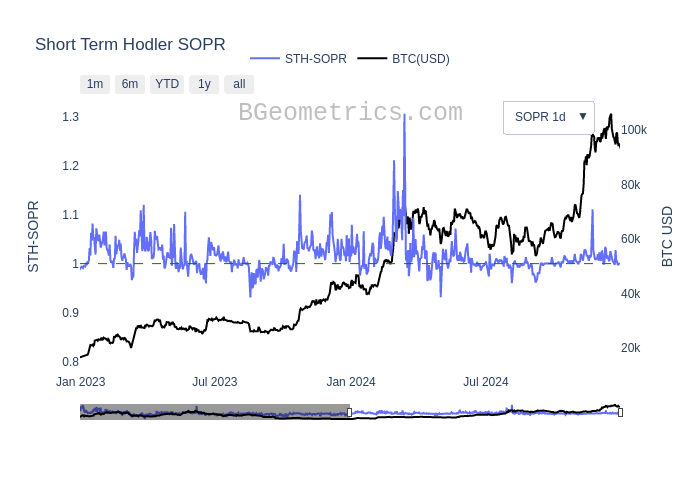 Short Term Hodler SOPR
STH-SOPR BTC(USD)
1m 6m YTD 1y all
BGeometrics.com
SOPR 1d ▼
1.3
1.2
1.1
1
0.9
0.8
STH-SOPR
100k
80k
60k
40k
20k
BTC USD
Jan 2023 Jul 2023 Jan 2024 Jul 2024